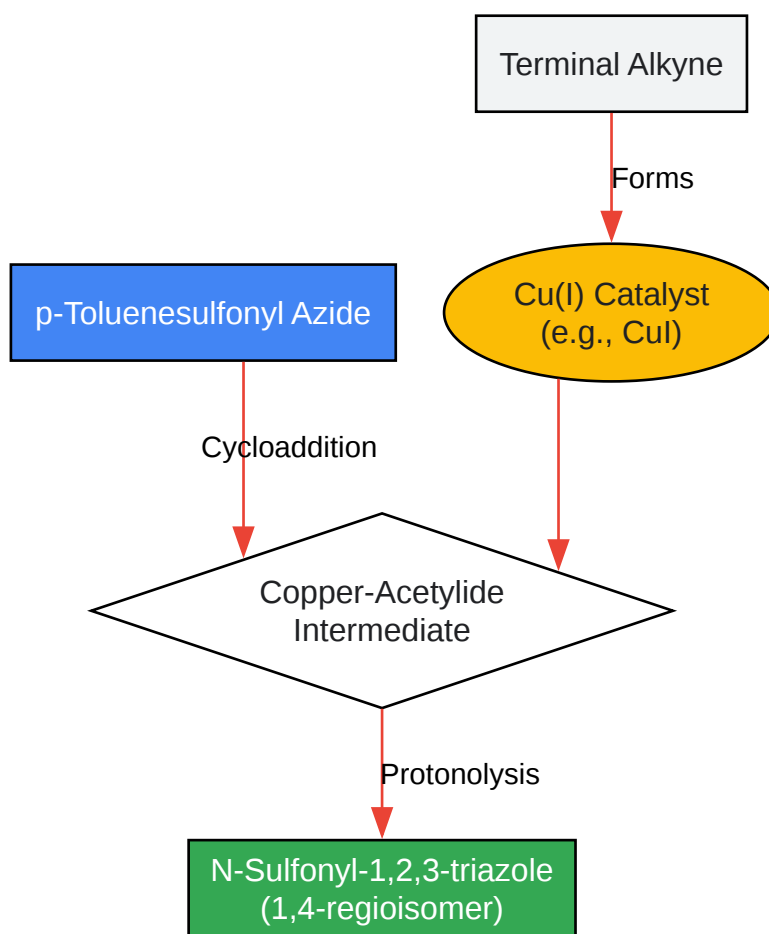 Terminal Alkyne
Forms
p-Toluenesulfonyl Azide
Cu(I) Catalyst
(e.g., CuI)
Cycloaddition
Copper-Acetylide
Intermediate
Protonolysis
N-Sulfonyl-1,2,3-triazole
(1,4-regioisomer)